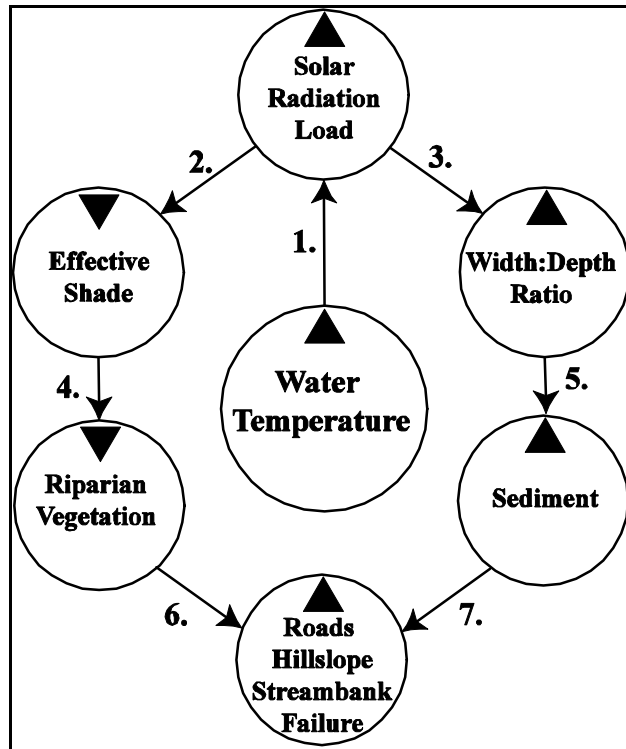 Solar
Radiation
Load
2.
3.
Effective
Shade
1.
Width:Depth
Ratio
Water
Temperature
4.
5.
Riparian
Vegetation
Sediment
6.
7.
Roads
Hillslope
Streambank
Failure